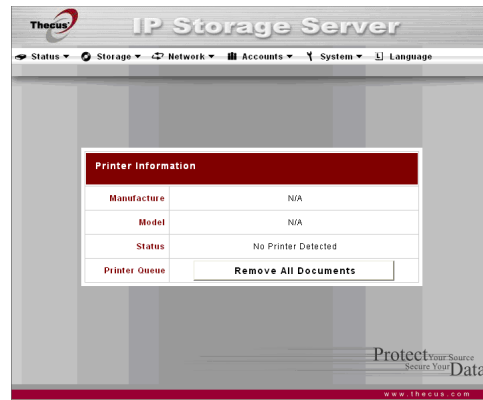 Thecus
IP Storage Server
Status Storage Network Accounts System Language
Printer Information
Manufacture N/A
Model N/A
Status No Printer Detected
Printer Queue Remove All Documents
Protect Your Source
Secure Your Data
www.thecus.com